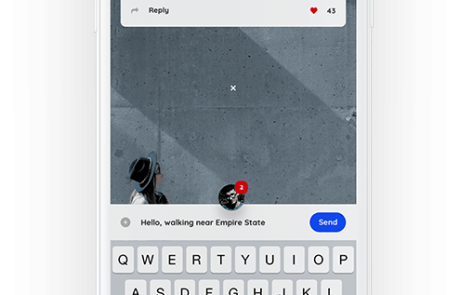 Reply
43
×
2
Hello, walking near Empire State
Send
Q W E R T Y U I O P
A S D F G H J K L